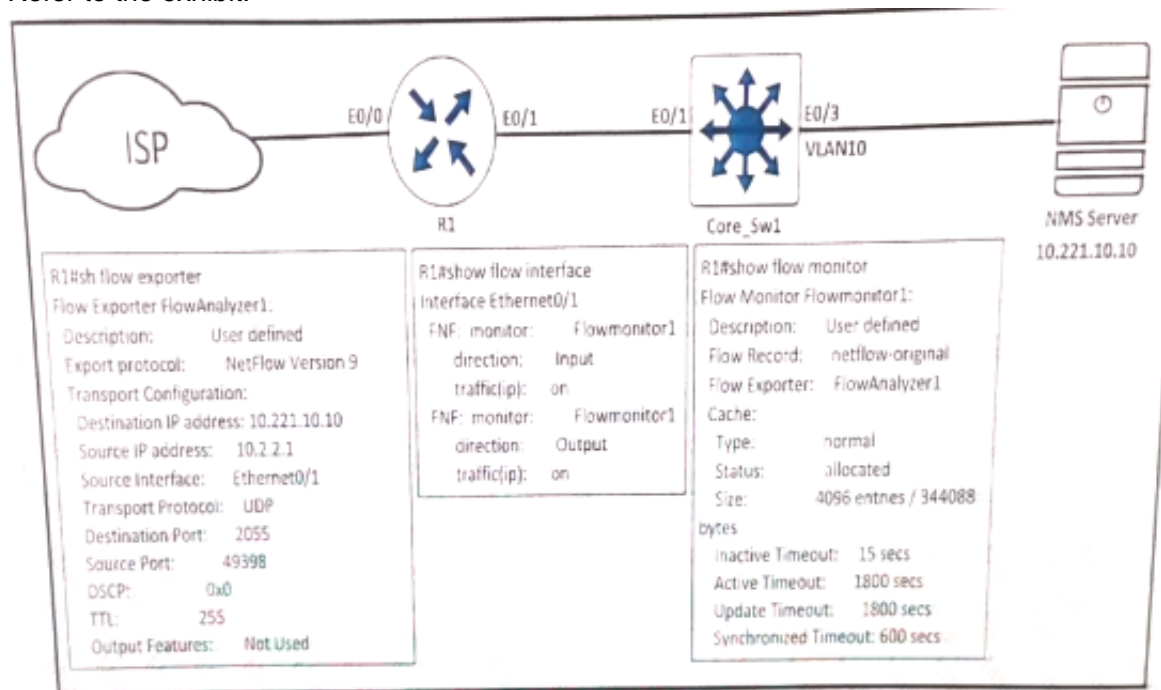 Refer to the exhibit.
ISP
E0/0
E0/1
E0/1
E0/3
VLAN10
R1
Core_Sw1
NMS Server
10.221.10.10
R1#sh flow exporter
Flow Exporter FlowAnalyzer1:
Description: User defined
Export protocol: NetFlow Version 9
Transport Configuration:
Destination IP address: 10.221.10.10
Source IP address: 10.2.2.1
Source Interface: Ethernet0/1
Transport Protocol: UDP
Destination Port: 2055
Source Port: 49398
DSCP: 0x0
TTL: 255
Output Features: Not Used
R1#show flow interface
Interface Ethernet0/1
FNF: monitor: Flowmonitor1
direction: Input
traffic(ip): on
FNF: monitor: Flowmonitor1
direction: Output
traffic(ip): on
R1#show flow monitor
Flow Monitor Flowmonitor1:
Description: User defined
Flow Record: netflow-original
Flow Exporter: FlowAnalyzer1
Cache:
Type: normal
Status: allocated
Size: 4096 entries / 344088
bytes
Inactive Timeout: 15 secs
Active Timeout: 1800 secs
Update Timeout: 1800 secs
Synchronized Timeout: 600 secs